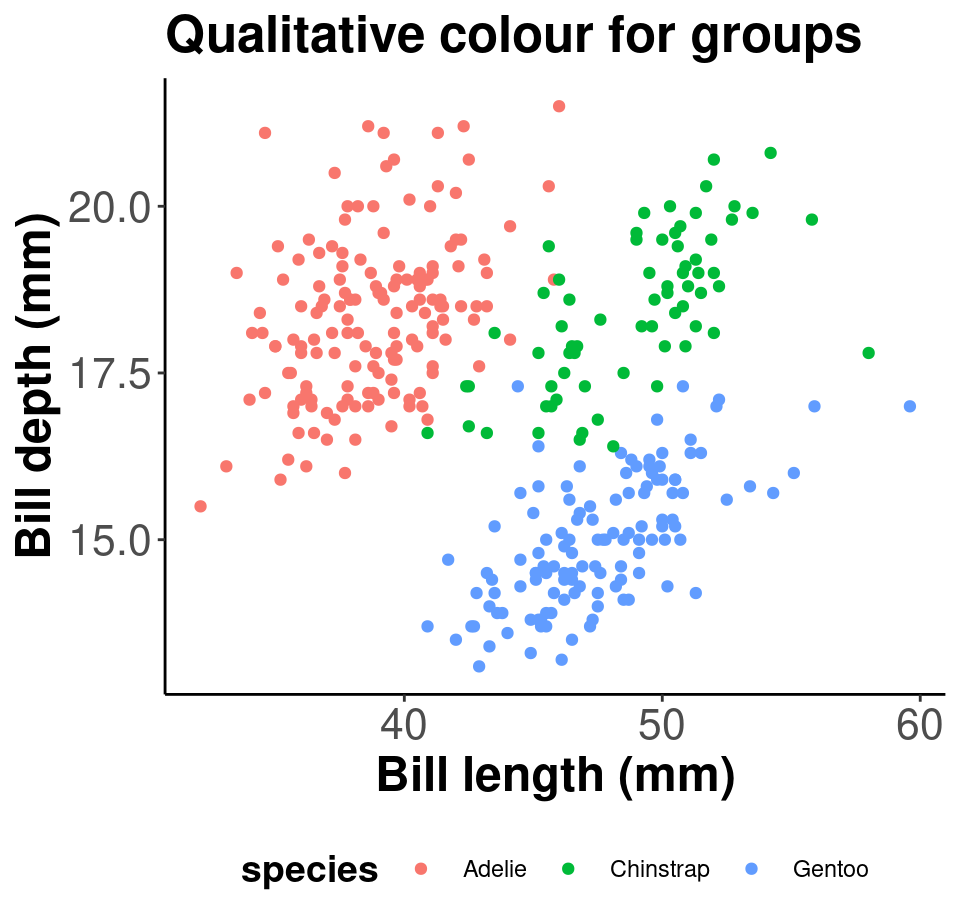 Qualitative colour for groups
Bill depth (mm)
20.0
17.5
15.0
40 50 60
Bill length (mm)
species Adelie Chinstrap Gentoo